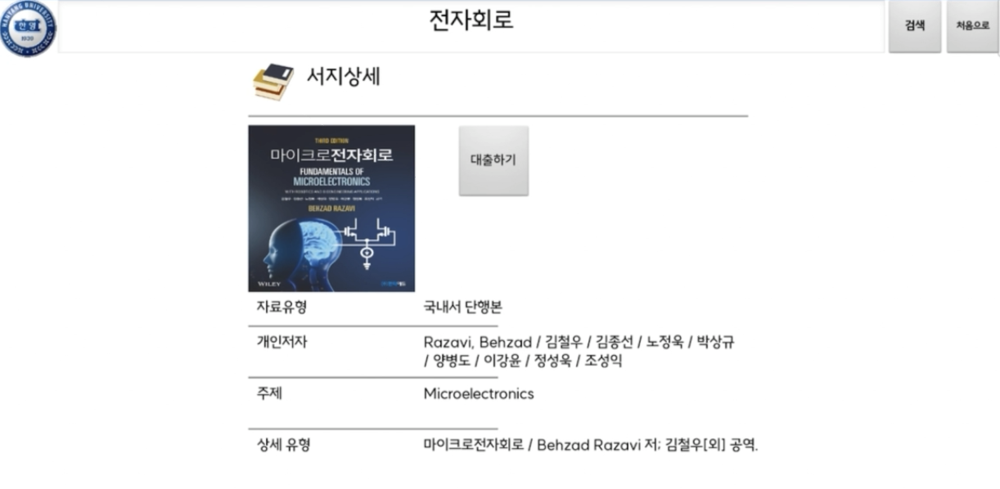 HANYANG UNIVERSITY
한양
1939
전자회로
검색
처음으로
서지상세
THIRD EDITION
마이크로전자회로
FUNDAMENTALS OF
MICROELECTRONICS
BEHZAD RAZAVI
WILEY
대출하기
자료유형 국내서 단행본
개인저자 Razavi, Behzad / 김철우 / 김종선 / 노정욱 / 박상규
/ 양병도 / 이강윤 / 정성욱 / 조성익
주제 Microelectronics
상세 유형 마이크로전자회로 / Behzad Razavi 저; 김철우[외] 공역.